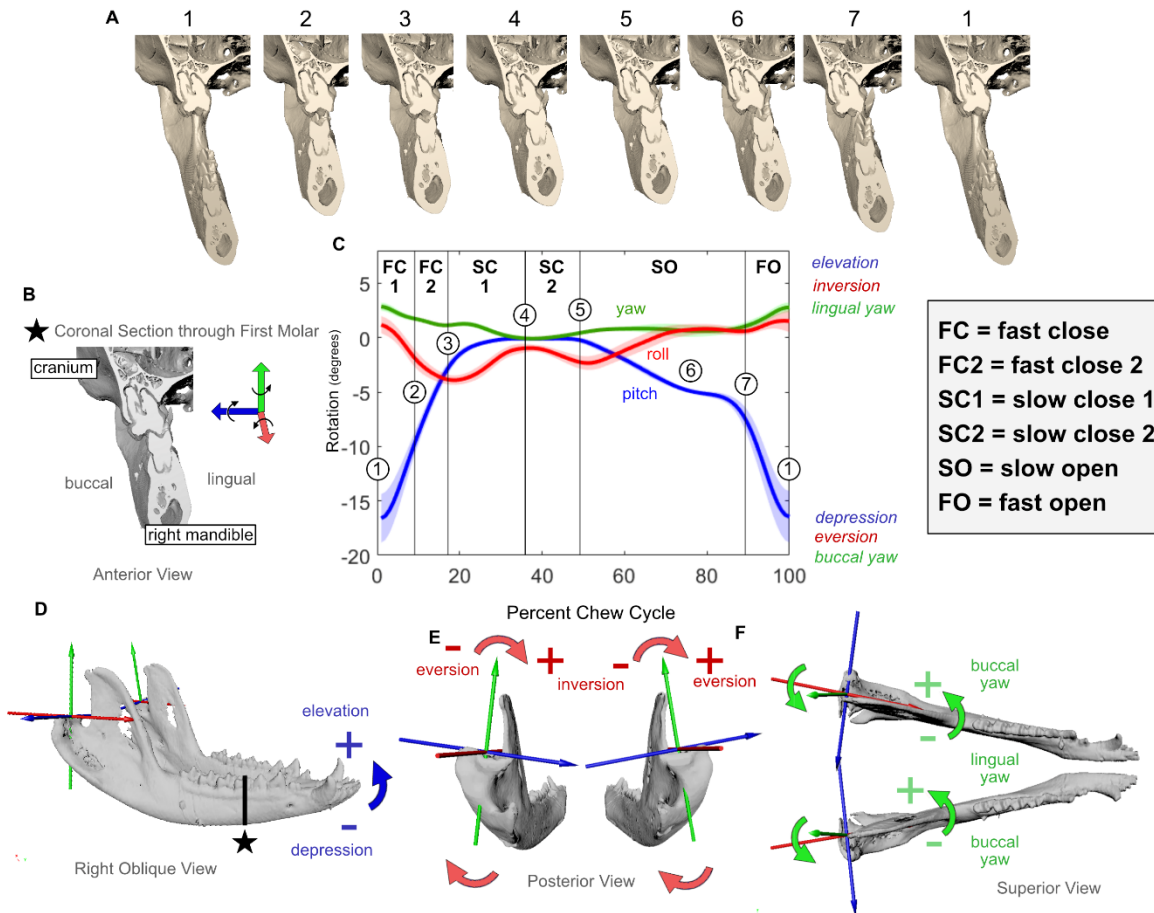 A
1 2 3 4 5 6 7 1
B
★ Coronal Section through First Molar
cranium
buccal
lingual
right mandible
Anterior View
C
FC 1
FC 2
SC 1
SC 2
SO
FO
5
0
-5
-10
-15
-20
Rotation (degrees)
0 20 40 60 80 100
Percent Chew Cycle
yaw
roll
pitch
1
2
3
4
5
6
7
1
elevation
inversion
lingual yaw
depression
eversion
buccal yaw
FC = fast close
FC2 = fast close 2
SC1 = slow close 1
SC2 = slow close 2
SO = slow open
FO = fast open
D
elevation
+
-
depression
★
Right Oblique View
E
- + - +
eversion inversion eversion
Posterior View
F
buccal yaw
+
-
lingual yaw
+
-
buccal yaw
Superior View